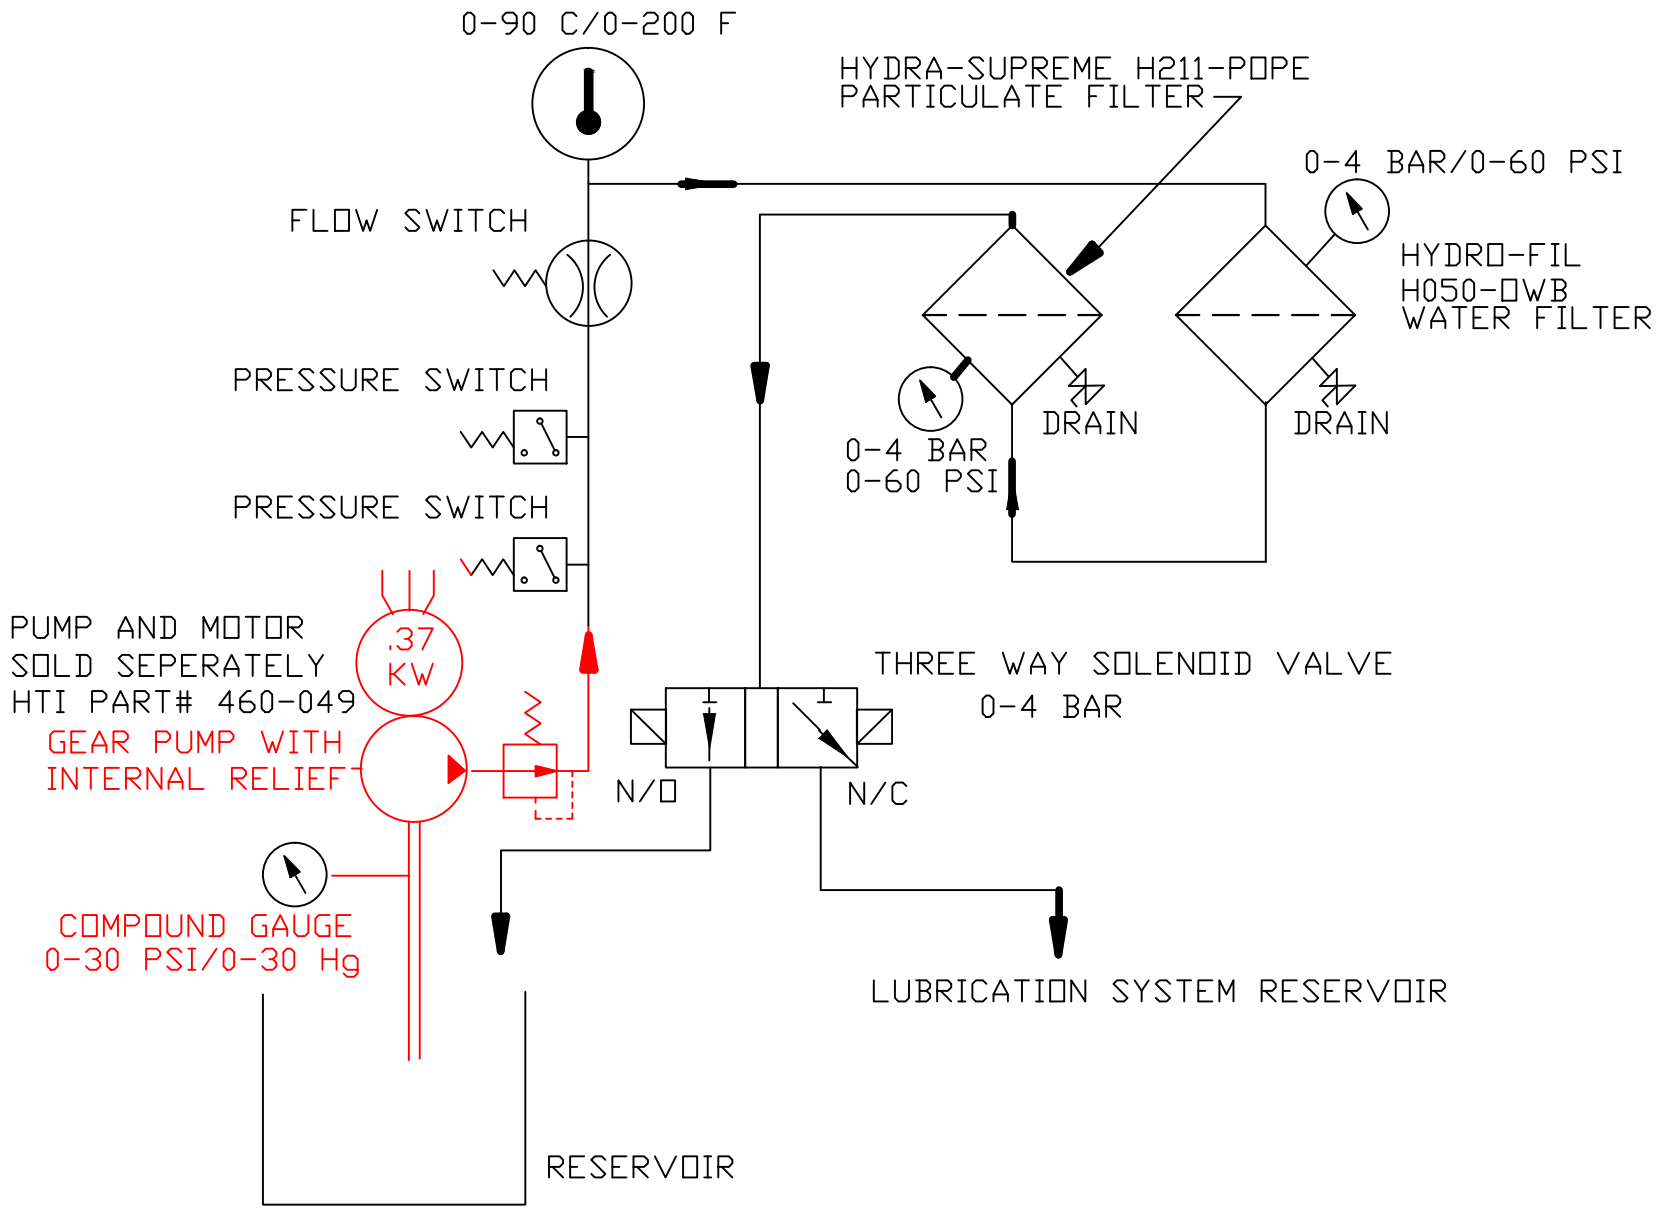 0-90 C/0-200 F
HYDRA-SUPREME H211-POPE
PARTICULATE FILTER
0-4 BAR/0-60 PSI
FLOW SWITCH
HYDRO-FIL
H050-OWB
WATER FILTER
PRESSURE SWITCH
DRAIN
DRAIN
0-4 BAR
0-60 PSI
PRESSURE SWITCH
PUMP AND MOTOR
SOLD SEPERATELY
HTI PART# 460-049
.37
KW
THREE WAY SOLENOID VALVE
0-4 BAR
GEAR PUMP WITH
INTERNAL RELIEF
N/O
N/C
COMPOUND GAUGE
0-30 PSI/0-30 Hg
LUBRICATION SYSTEM RESERVOIR
RESERVOIR